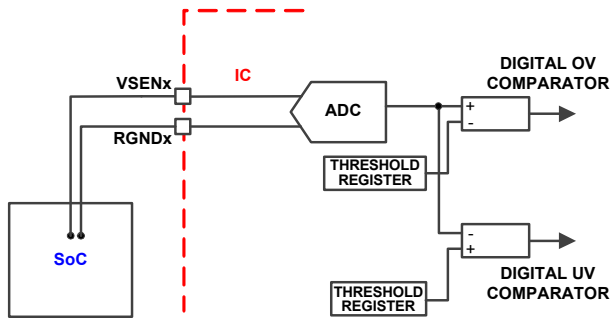 DIGITAL OV
COMPARATOR
VSENx
IC
ADC
+
-
RGNDx
THRESHOLD
REGISTER
SoC
-
+
DIGITAL UV
COMPARATOR
THRESHOLD
REGISTER